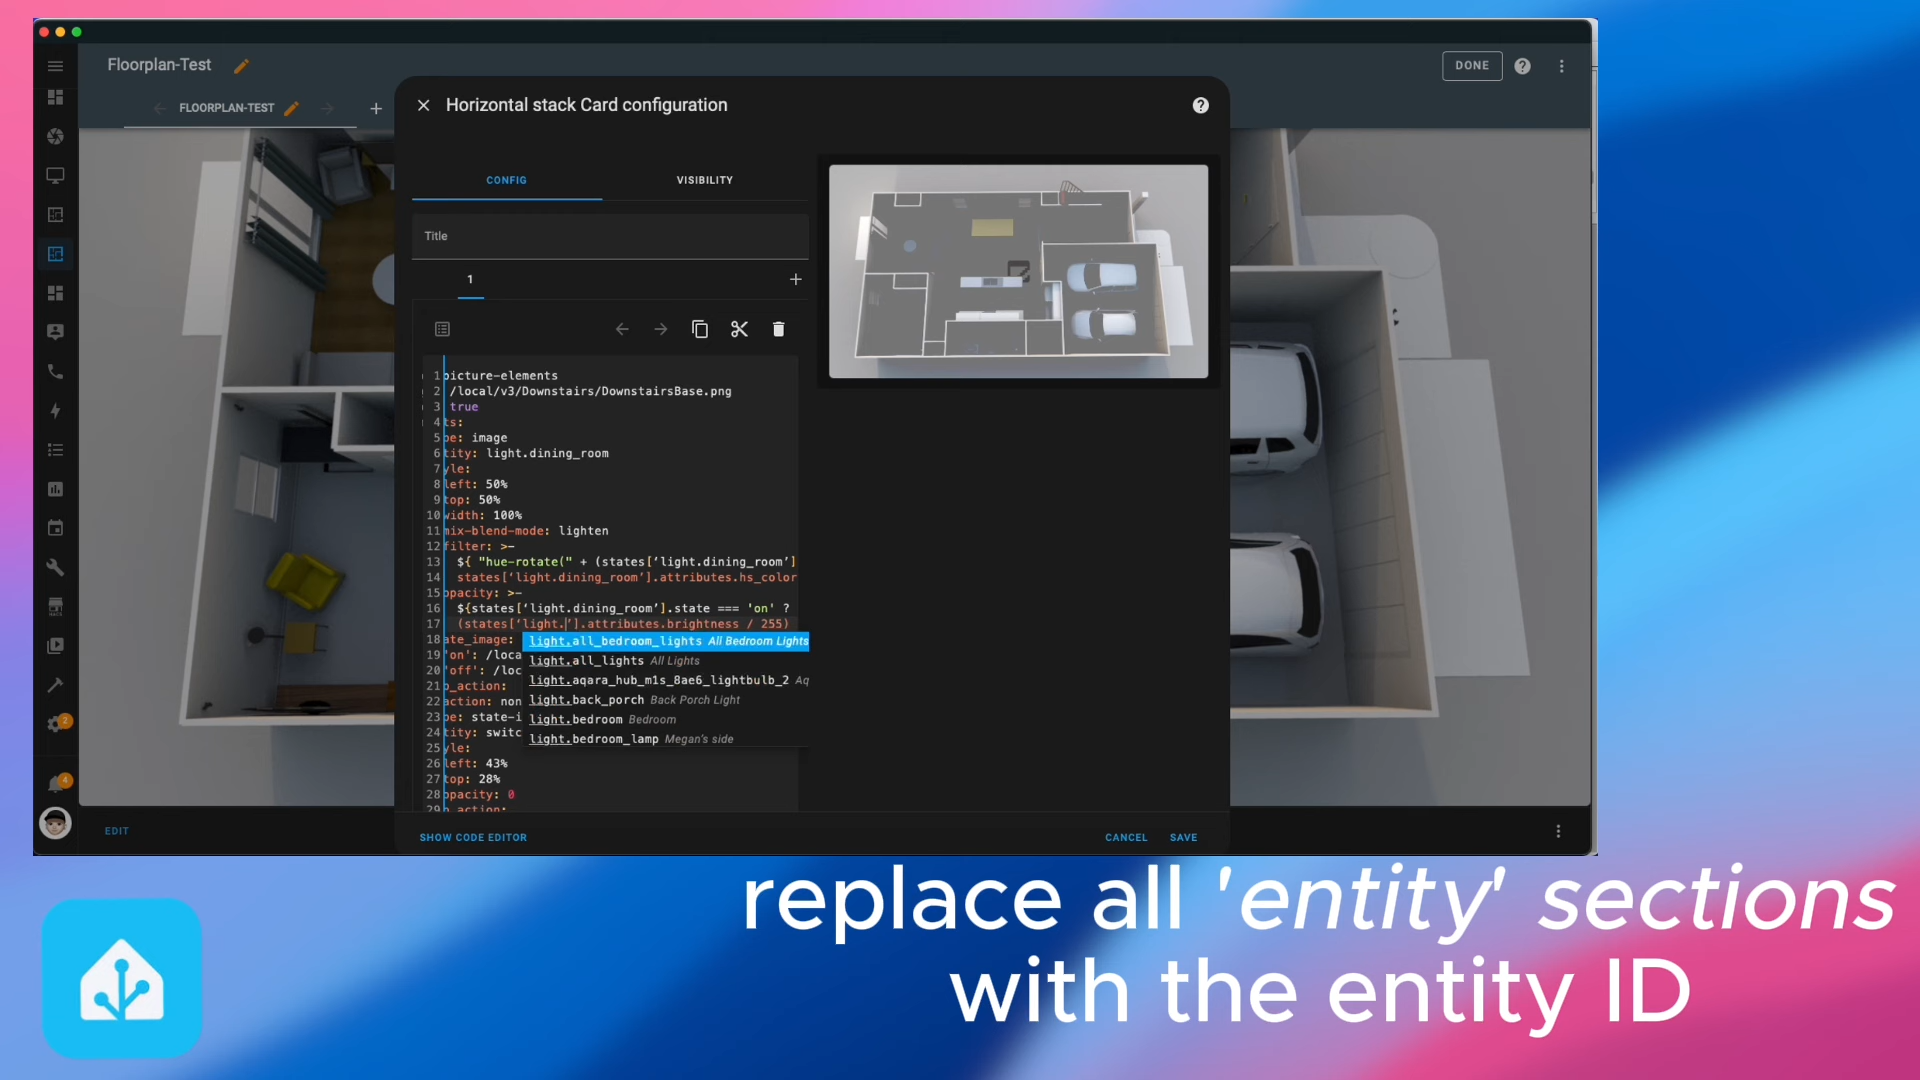 Floorplan-Test
DONE
FLOORPLAN-TEST
Horizontal stack Card configuration
CONFIG
VISIBILITY
Title
1
1 picture-elements
2 /local/v3/Downstairs/DownstairsBase.png
3 true
4 ts:
5 pe: image
6 tity: light.dining_room
7 yle:
8 left: 50%
9 top: 50%
10 width: 100%
11 mix-blend-mode: lighten
12 filter: >-
13 ${ "hue-rotate(" + (states[‘light.dining_room’]
14 states[‘light.dining_room’].attributes.hs_color
15 opacity: >-
16 ${states[‘light.dining_room’].state === 'on' ?
17 (states[‘light.’].attributes.brightness / 255)
18 ate_image:
light.all_bedroom_lights All Bedroom Lights
19 'on': /loca
light.all_lights All Lights
20 'off': /loc
light.aqara_hub_m1s_8ae6_lightbulb_2 Aq
21 p_action:
22 action: non
light.back_porch Back Porch Light
23 pe: state-i
light.bedroom Bedroom
24 tity: switc
light.bedroom_lamp Megan's side
25 yle:
26 left: 43%
27 top: 28%
28 opacity: 0
29 p_action:
2
4
EDIT
SHOW CODE EDITOR
CANCEL
SAVE
replace all 'entity' sections
with the entity ID